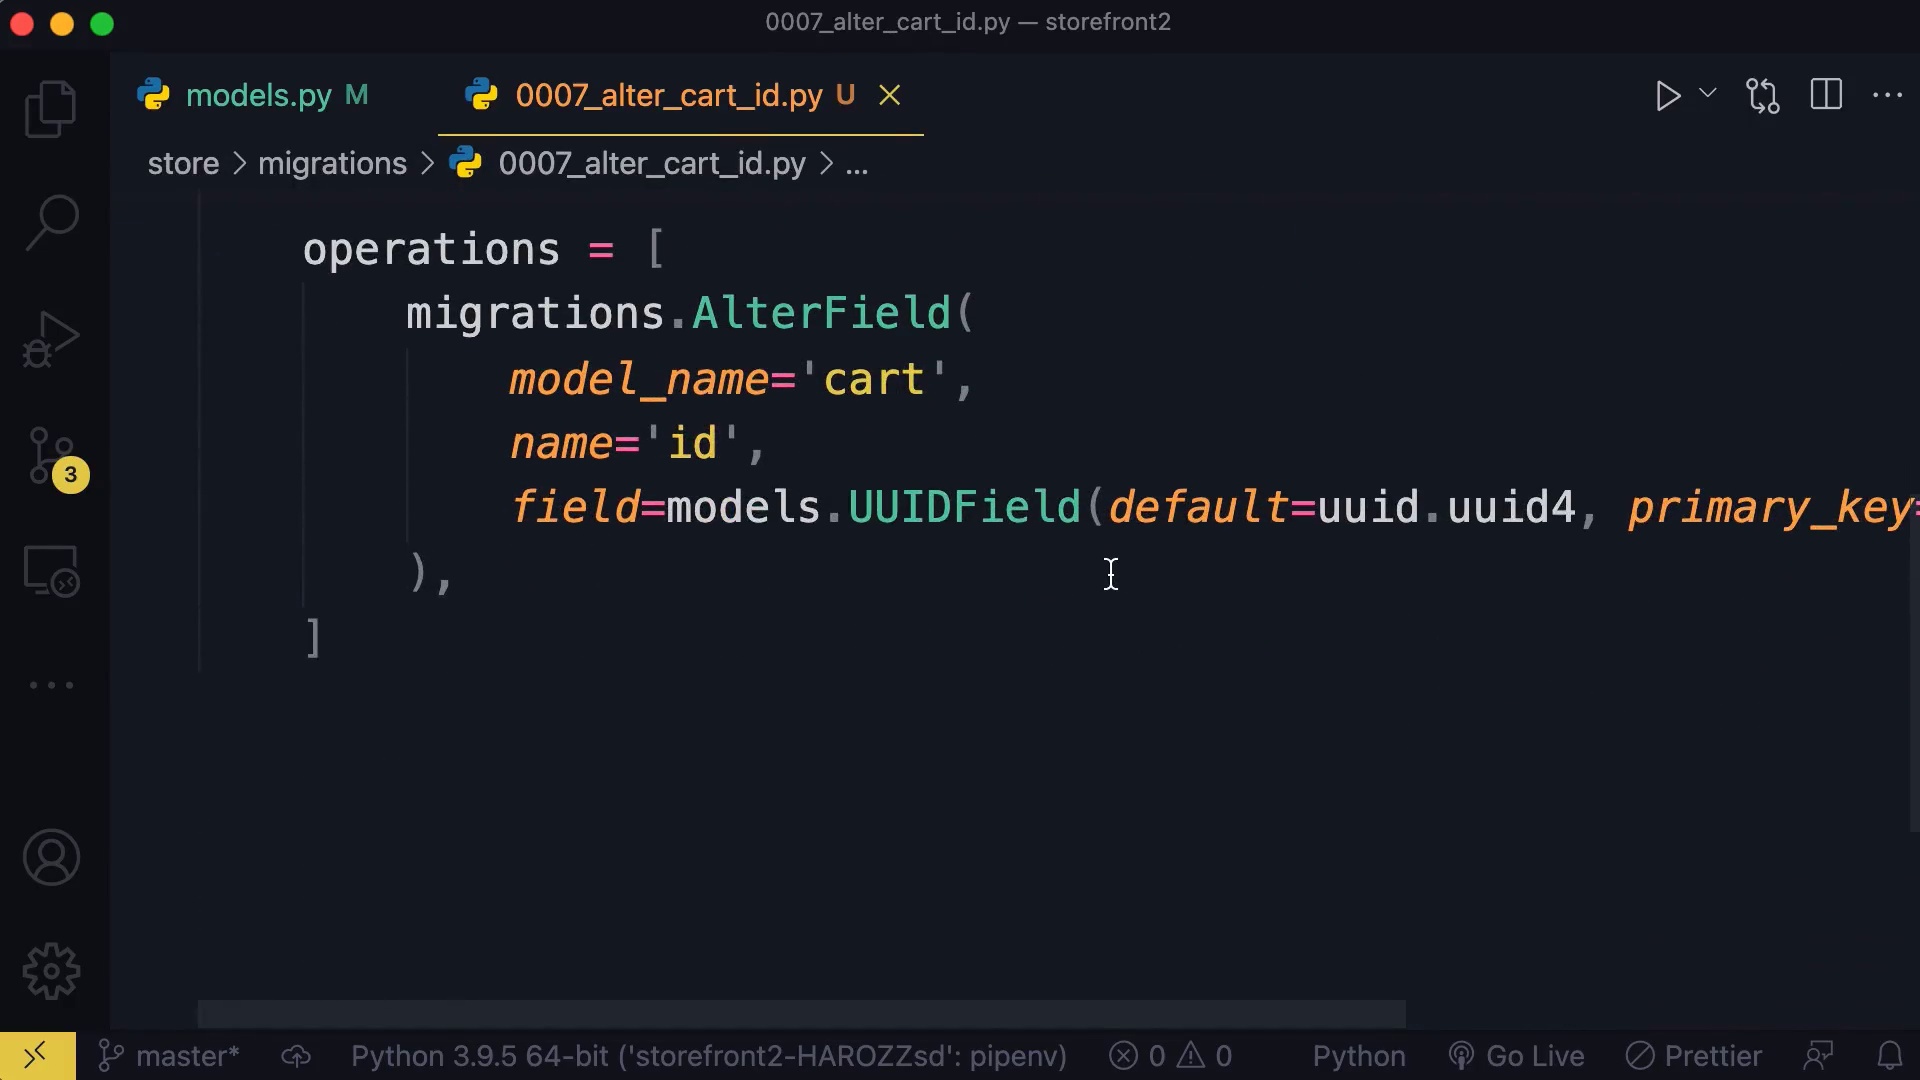 0007_alter_cart_id.py — storefront2
models.py M
0007_alter_cart_id.py U
store > migrations > 0007_alter_cart_id.py > ...
operations = [
migrations.AlterField(
model_name='cart',
name='id',
field=models.UUIDField(default=uuid.uuid4, primary_key=
),
]
3
master*
Python 3.9.5 64-bit ('storefront2-HAROZZsd': pipenv)
0
0
Python
Go Live
Prettier